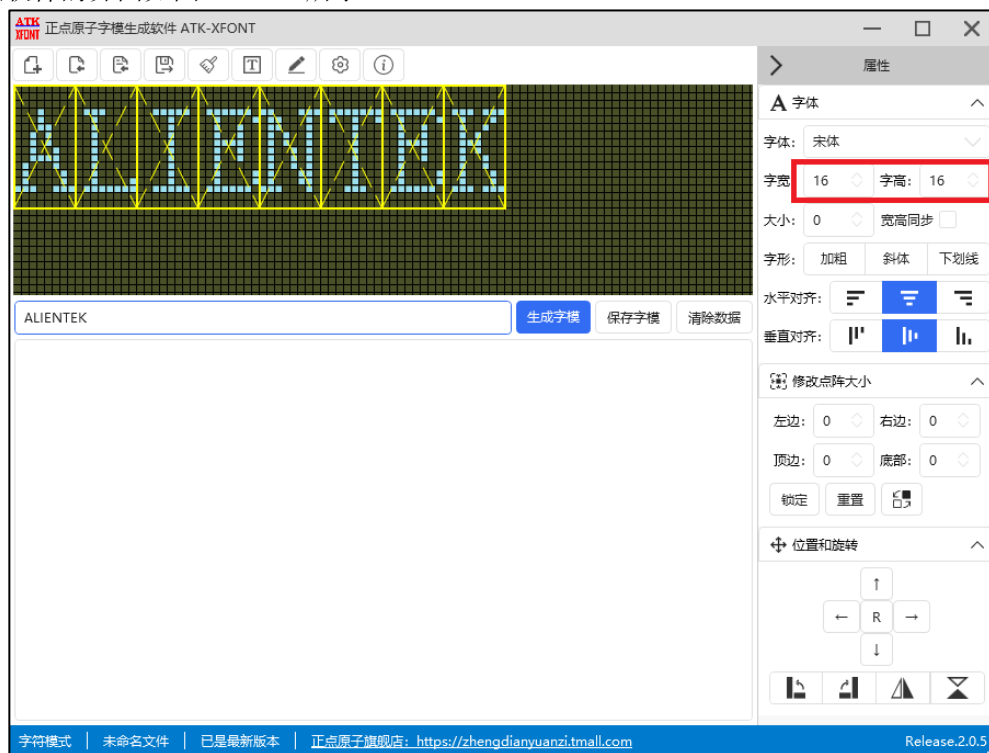 ATK XFONT 正点原子字模生成软件 ATK-XFONT
属性
ALIENTEK
A 字体
字体: 宋体
字宽 16 字高: 16
大小: 0 宽高同步
字形: 加粗 斜体 下划线
水平对齐:
ALIENTEK 生成字模 保存字模 清除数据
垂直对齐:
修改点阵大小
左边: 0 右边: 0
顶边: 0 底部: 0
锁定 重置
位置和旋转
↑
← R →
↓
字符模式 | 未命名文件 | 已是最新版本 | 正点原子旗舰店: https://zhengdianyuanzi.tmall.com Release.2.0.5